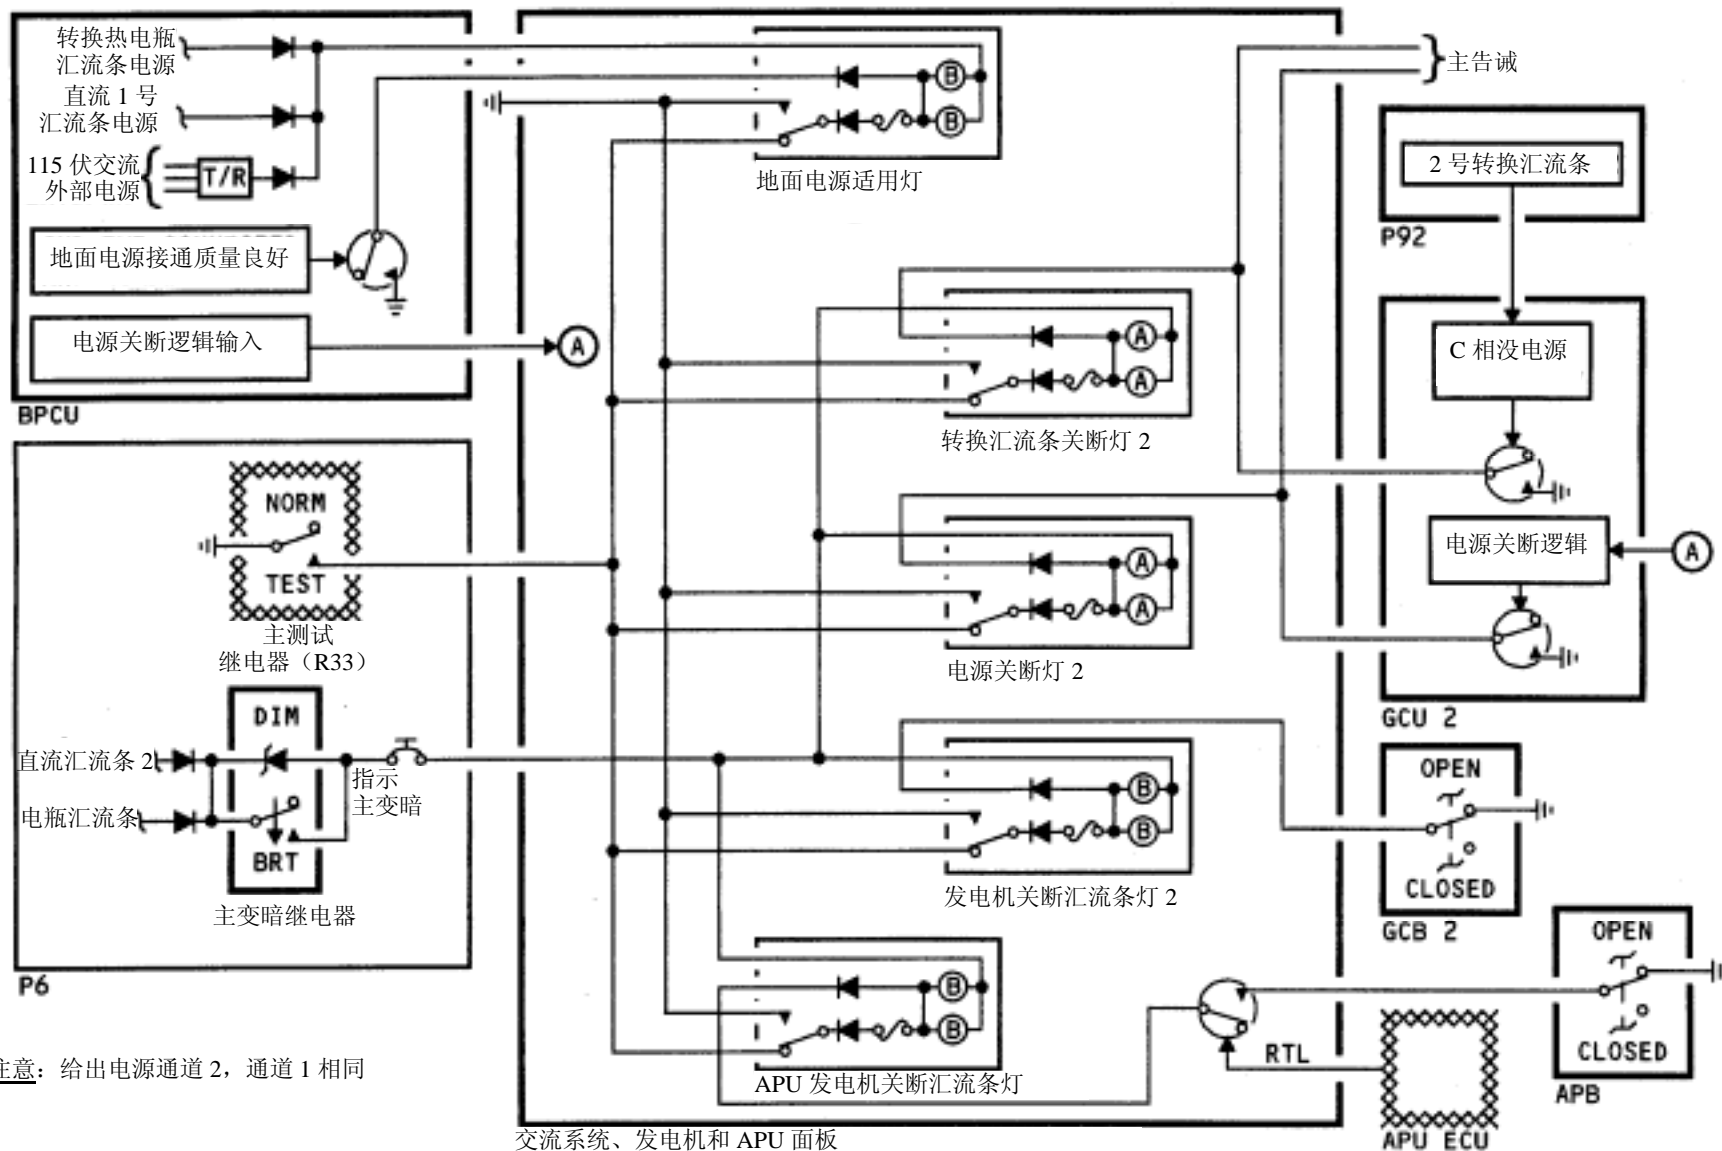 转换热电瓶
汇流条电源
直流 1 号
汇流条电源
115 伏交流
外部电源
T/R
地面电源接通质量良好
电源关断逻辑输入
A
BPCU
NORM
TEST
主测试
继电器（R33）
DIM
直流汇流条 2
电瓶汇流条
BRT
指示
主变暗
主变暗继电器
P6
注意：给出电源通道 2，通道 1 相同
B
B
地面电源适用灯
A
A
转换汇流条关断灯 2
A
A
电源关断灯 2
B
B
发电机关断汇流条灯 2
B
B
APU 发电机关断汇流条灯
RTL
交流系统、发电机和 APU 面板
主告诫
2 号转换汇流条
P92
C 相没电源
电源关断逻辑
A
GCU 2
OPEN
CLOSED
GCB 2
OPEN
CLOSED
APB
APU ECU